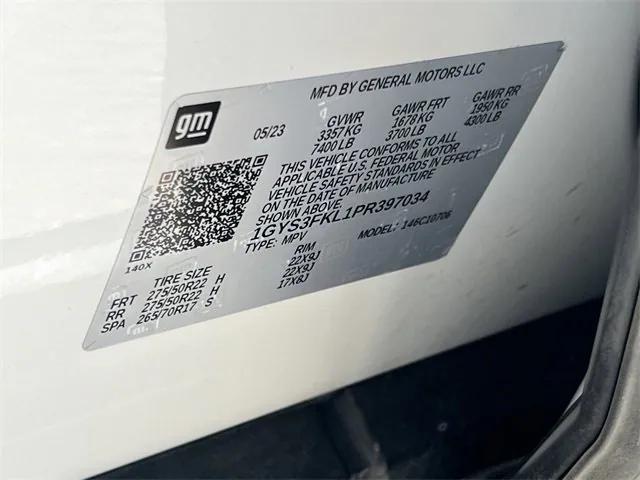 MFD BY GENERAL MOTORS LLC
gm
05/23 GVWR GAWR FRT GAWR RR
3357 KG 1678 KG 1950 KG
7400 LB 3700 LB 4300 LB
THIS VEHICLE CONFORMS TO ALL
APPLICABLE U.S. FEDERAL MOTOR
VEHICLE SAFETY STANDARDS IN EFFECT
ON THE DATE OF MANUFACTURE
SHOWN ABOVE.
1GYS3FKL1PR397034
TYPE: MPV MODEL: 146C10706
140X
TIRE SIZE RIM
FRT 275/50R22 H 22X9J
RR 275/50R22 H 22X9J
SPA 265/70R17 S 17X8J